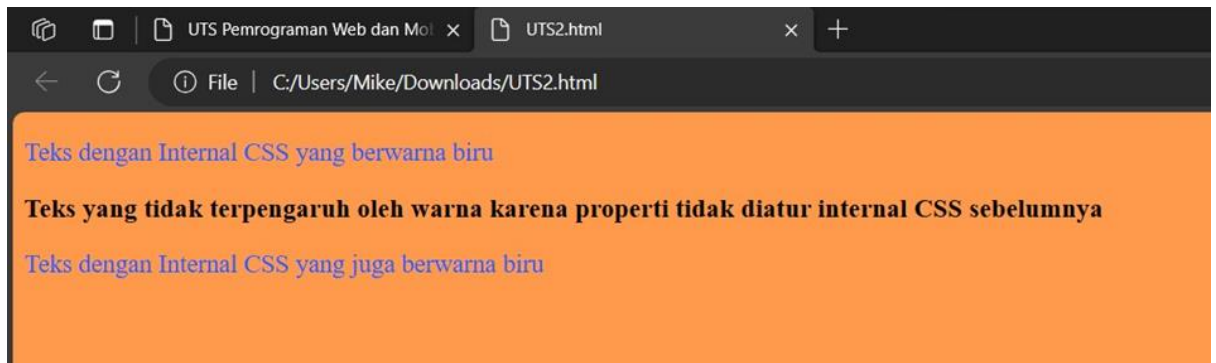 UTS Pemrograman Web dan Mol
UTS2.html
File | C:/Users/Mike/Downloads/UTS2.html
Teks dengan Internal CSS yang berwarna biru
Teks yang tidak terpengaruh oleh warna karena properti tidak diatur internal CSS sebelumnya
Teks dengan Internal CSS yang juga berwarna biru